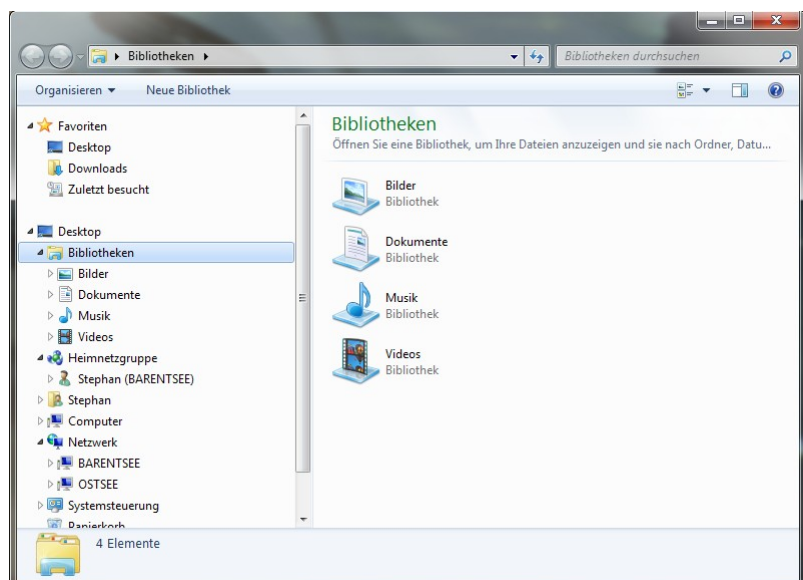 Bibliotheken
Bibliotheken durchsuchen
Organisieren
Neue Bibliothek
Favoriten
Desktop
Downloads
Zuletzt besucht
Desktop
Bibliotheken
Bilder
Dokumente
Musik
Videos
Heimnetzgruppe
Stephan (BARENTSEE)
Stephan
Computer
Netzwerk
BARENTSEE
OSTSEE
Systemsteuerung
Papierkorb
Bibliotheken
Öffnen Sie eine Bibliothek, um Ihre Dateien anzuzeigen und sie nach Ordner, Datu...
Bilder
Bibliothek
Dokumente
Bibliothek
Musik
Bibliothek
Videos
Bibliothek
4 Elemente